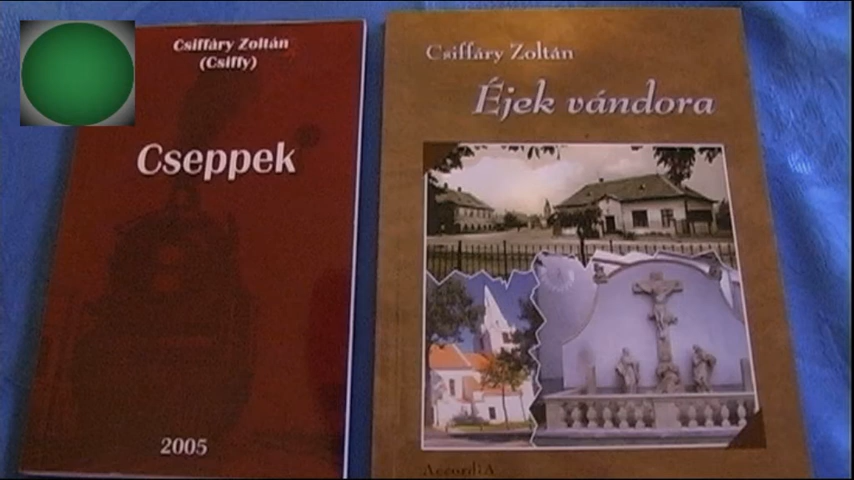 Csiffáry Zoltán
(Csiffy)
Cseppek
2005
Csiffáry Zoltán
Éjek vándora